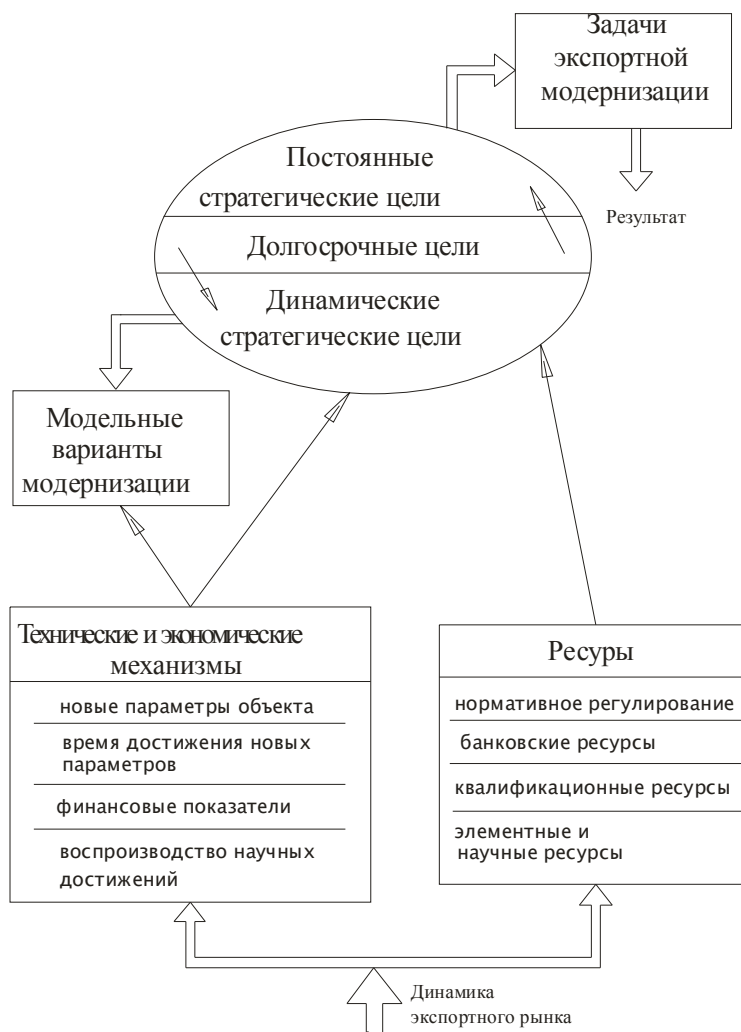 Задачи
экспортной
модернизации
Постоянные
стратегические цели
Результат
Долгосрочные цели
Динамические
стратегические цели
Модельные
варианты
модернизации
Технические и экономические
механизмы
новые параметры объекта
время достижения новых
параметров
финансовые показатели
воспроизводство научных
достижений
Ресуры
нормативное регулирование
банковские ресурсы
квалификационные ресурсы
элементные и
научные ресурсы
Динамика
экспортного рынка